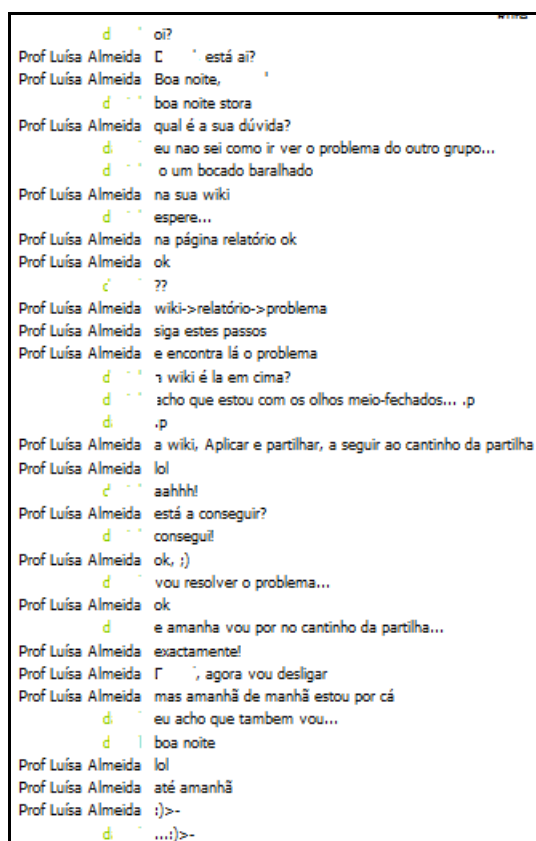 d oi?
Prof Luísa Almeida está ai?
Prof Luísa Almeida Boa noite,
d boa noite stora
Prof Luísa Almeida qual é a sua dúvida?
d eu nao sei como ir ver o problema do outro grupo...
d o um bocado baralhado
Prof Luísa Almeida na sua wiki
d espere...
Prof Luísa Almeida na página relatório ok
Prof Luísa Almeida ok
??
Prof Luísa Almeida wiki->relatório->problema
Prof Luísa Almeida siga estes passos
Prof Luísa Almeida e encontra lá o problema
d wiki é la em cima?
d acho que estou com os olhos meio-fechados... .p
d .p
Prof Luísa Almeida a wiki, Aplicar e partilhar, a seguir ao cantinho da partilha
Prof Luísa Almeida lol
d aahhh!
Prof Luísa Almeida está a conseguir?
d consegui!
Prof Luísa Almeida ok, ;)
d vou resolver o problema...
Prof Luísa Almeida ok
d e amanha vou por no cantinho da partilha...
Prof Luísa Almeida exactamente!
Prof Luísa Almeida , agora vou desligar
Prof Luísa Almeida mas amanhã de manhã estou por cá
d eu acho que tambem vou...
d boa noite
Prof Luísa Almeida lol
Prof Luísa Almeida até amanhã
Prof Luísa Almeida :)>-
d ...:)>-